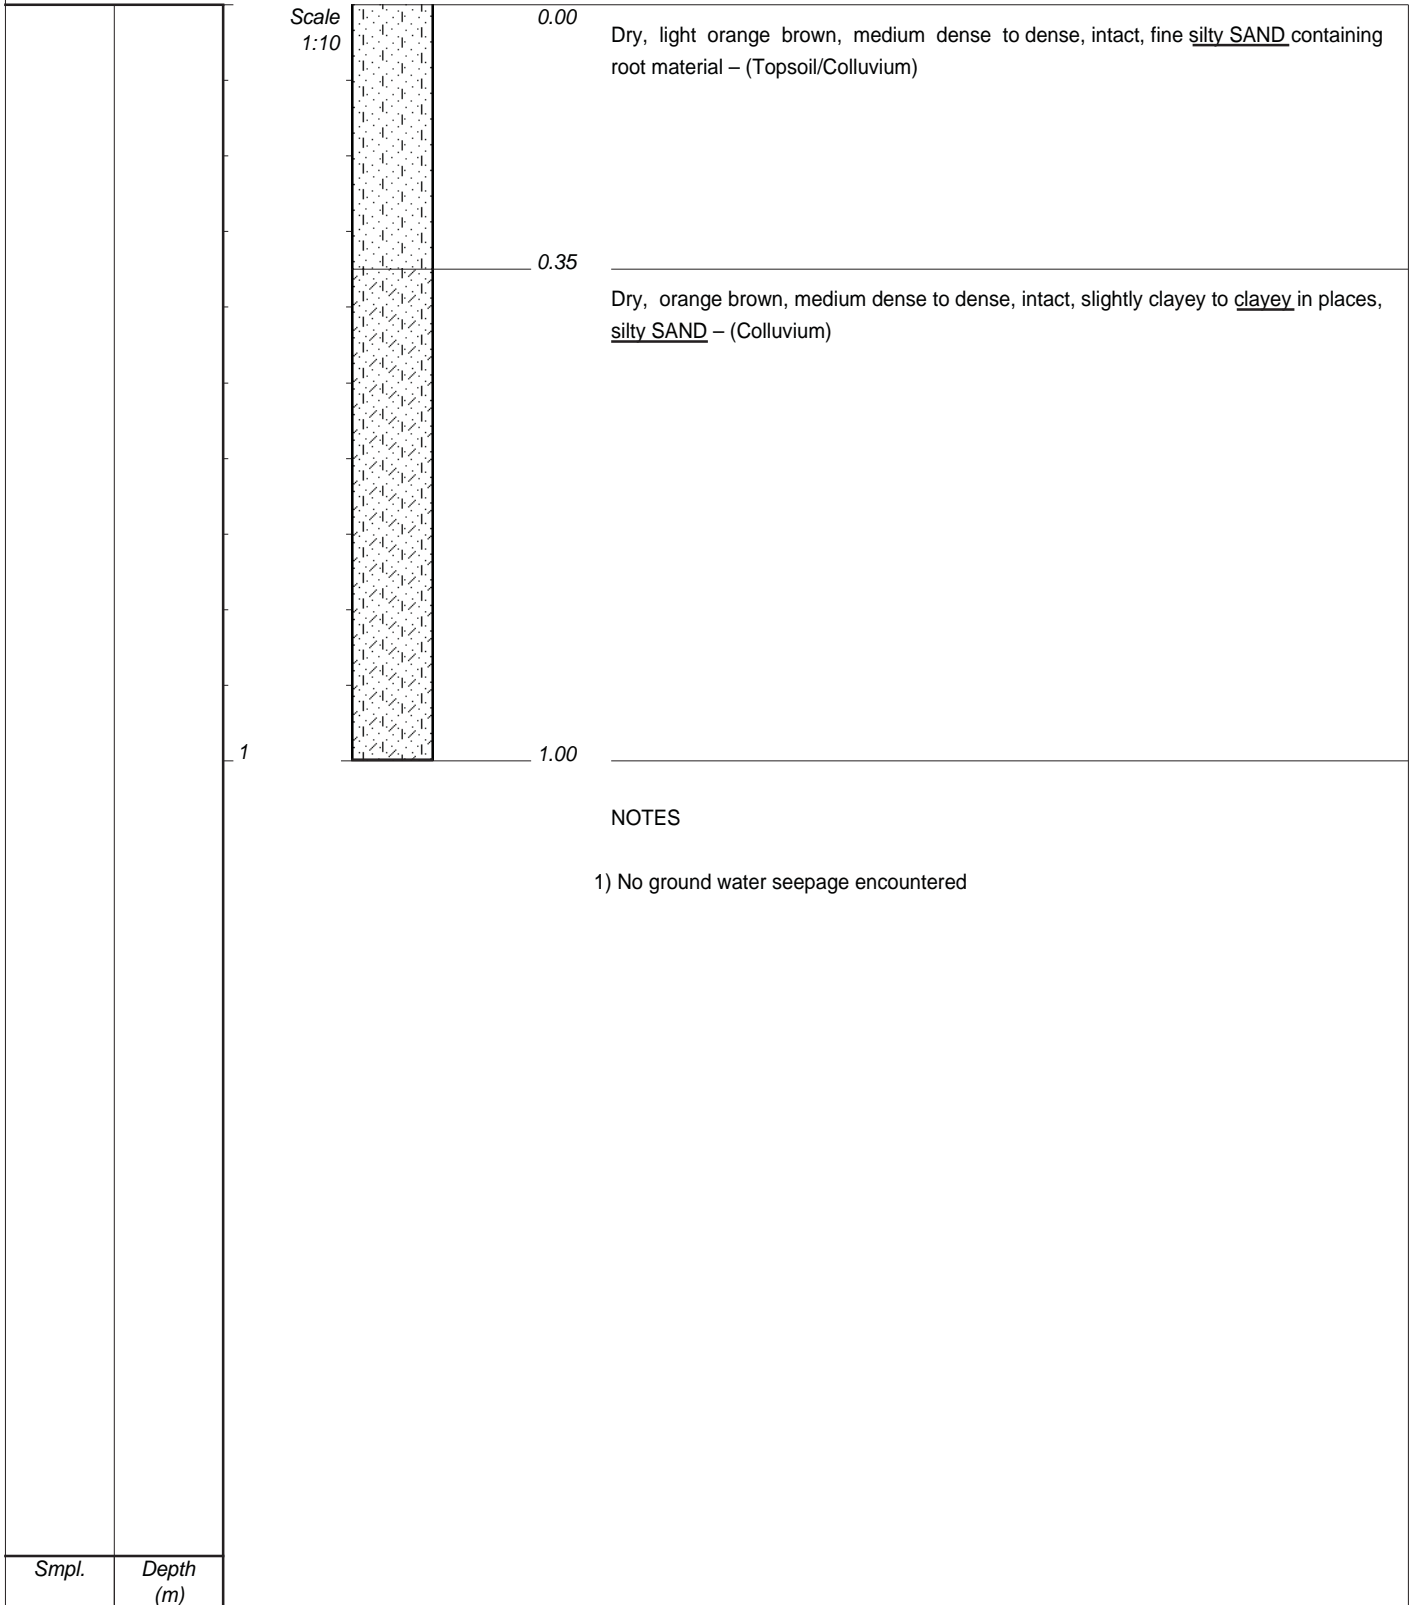 Scale
1:10
0.00
Dry, light orange brown, medium dense to dense, intact, fine silty SAND containing
root material – (Topsoil/Colluvium)
0.35
Dry, orange brown, medium dense to dense, intact, slightly clayey to clayey in places,
silty SAND – (Colluvium)
1
1.00
NOTES
1) No ground water seepage encountered
Smpl.
Depth
(m)